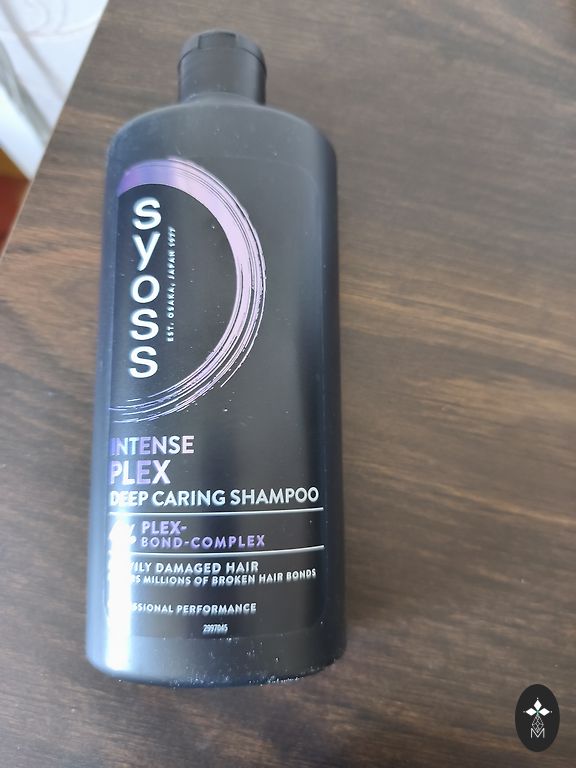 SYOSS
EST. OSAKA, JAPAN 1977
INTENSE
PLEX
DEEP CARING SHAMPOO
PLEX-
BOND-COMPLEX
DAMAGED HAIR
MILLIONS OF BROKEN HAIR BONDS
PERFORMANCE
2997045
M